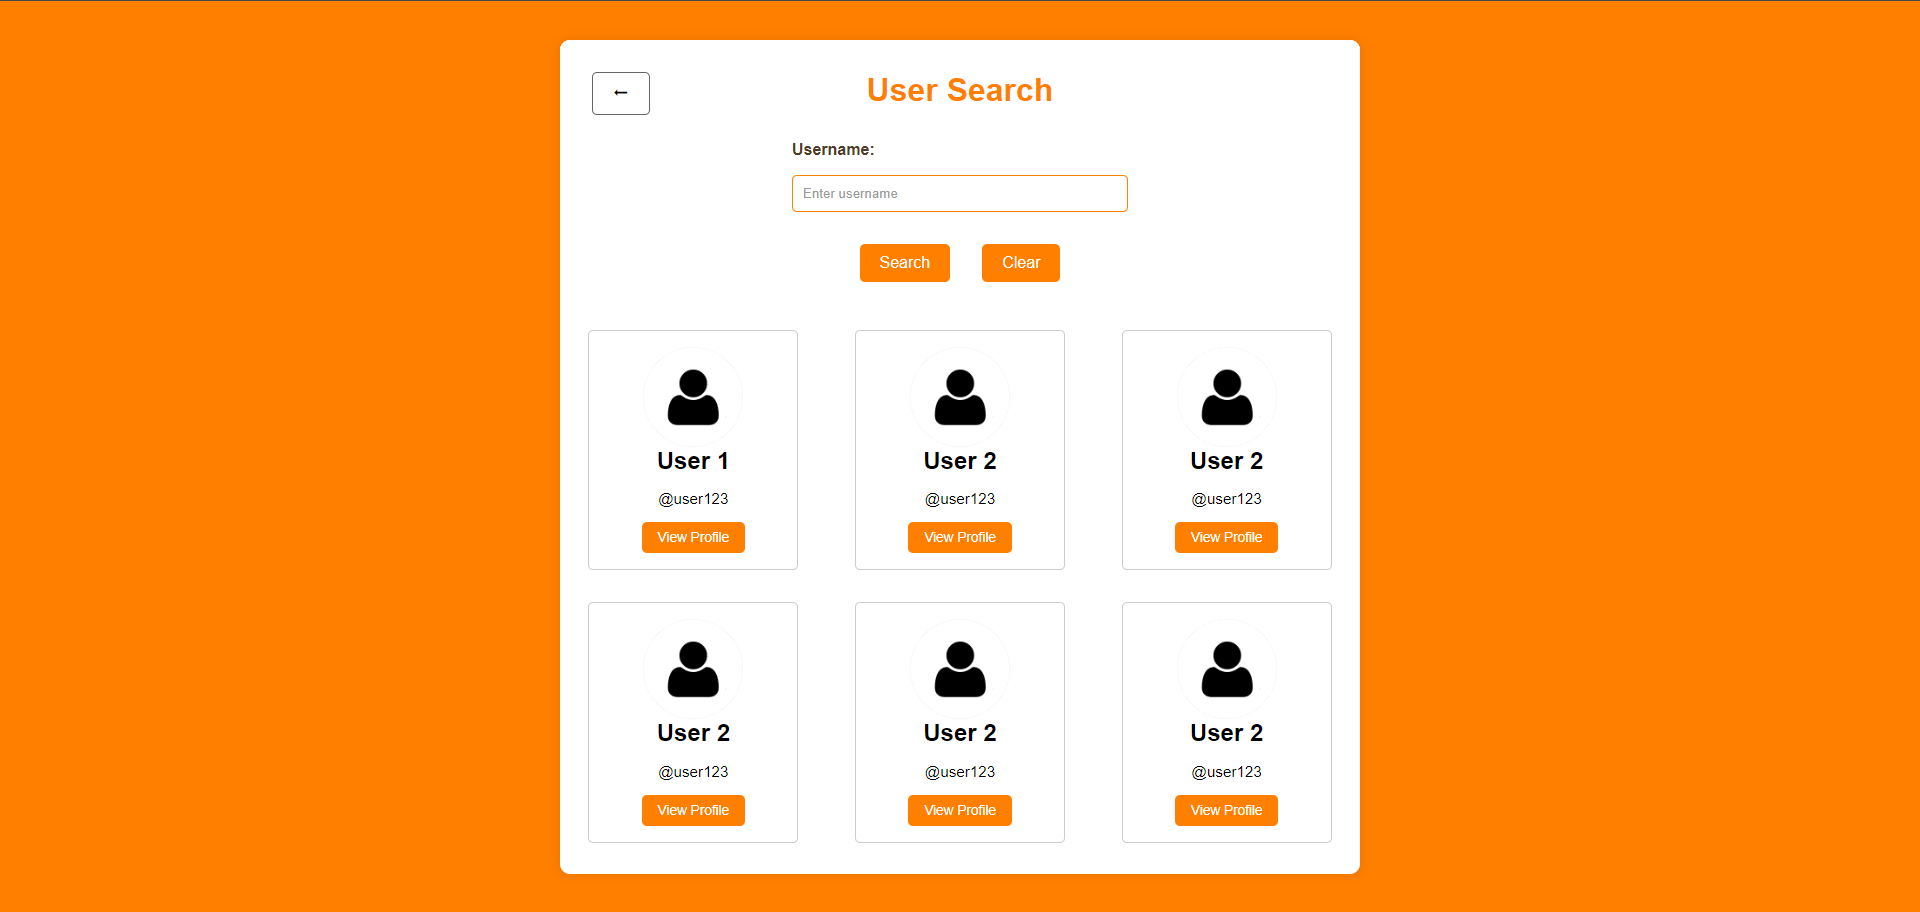 ←
User Search
Username:
Enter username
Search Clear
User 1 User 2 User 2
@user123 @user123 @user123
View Profile View Profile View Profile
User 2 User 2 User 2
@user123 @user123 @user123
View Profile View Profile View Profile